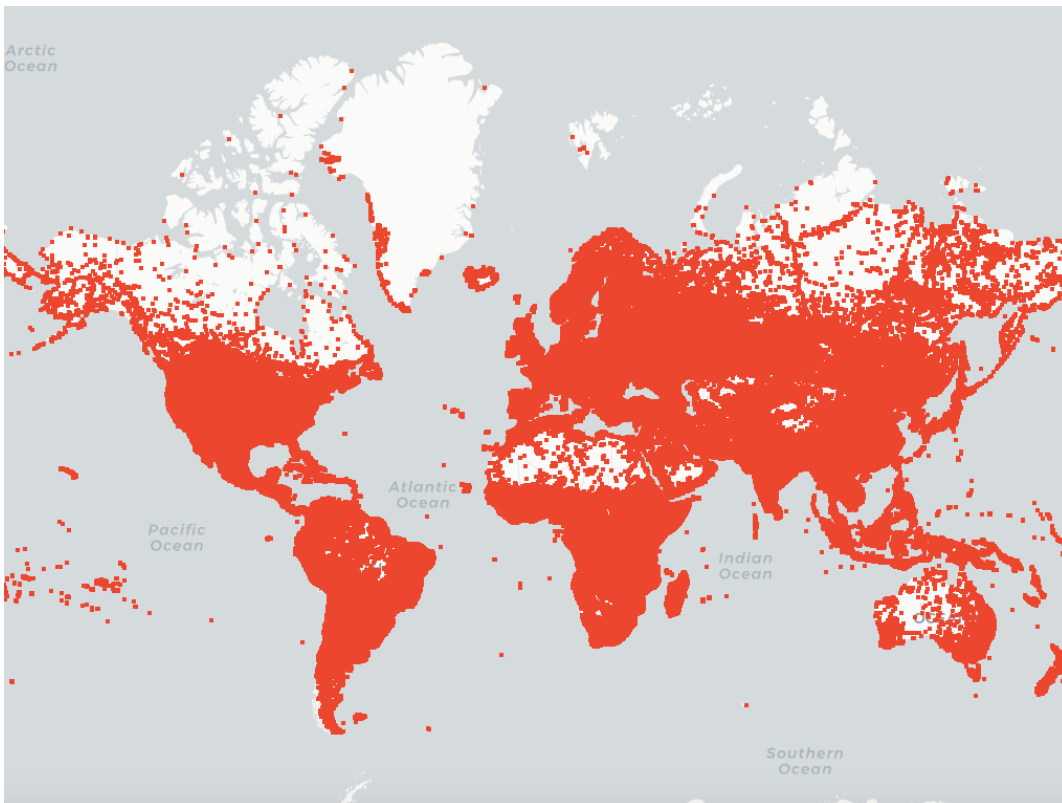 Arctic
Ocean
Atlantic
Ocean
Pacific
Ocean
Indian
Ocean
Southern
Ocean